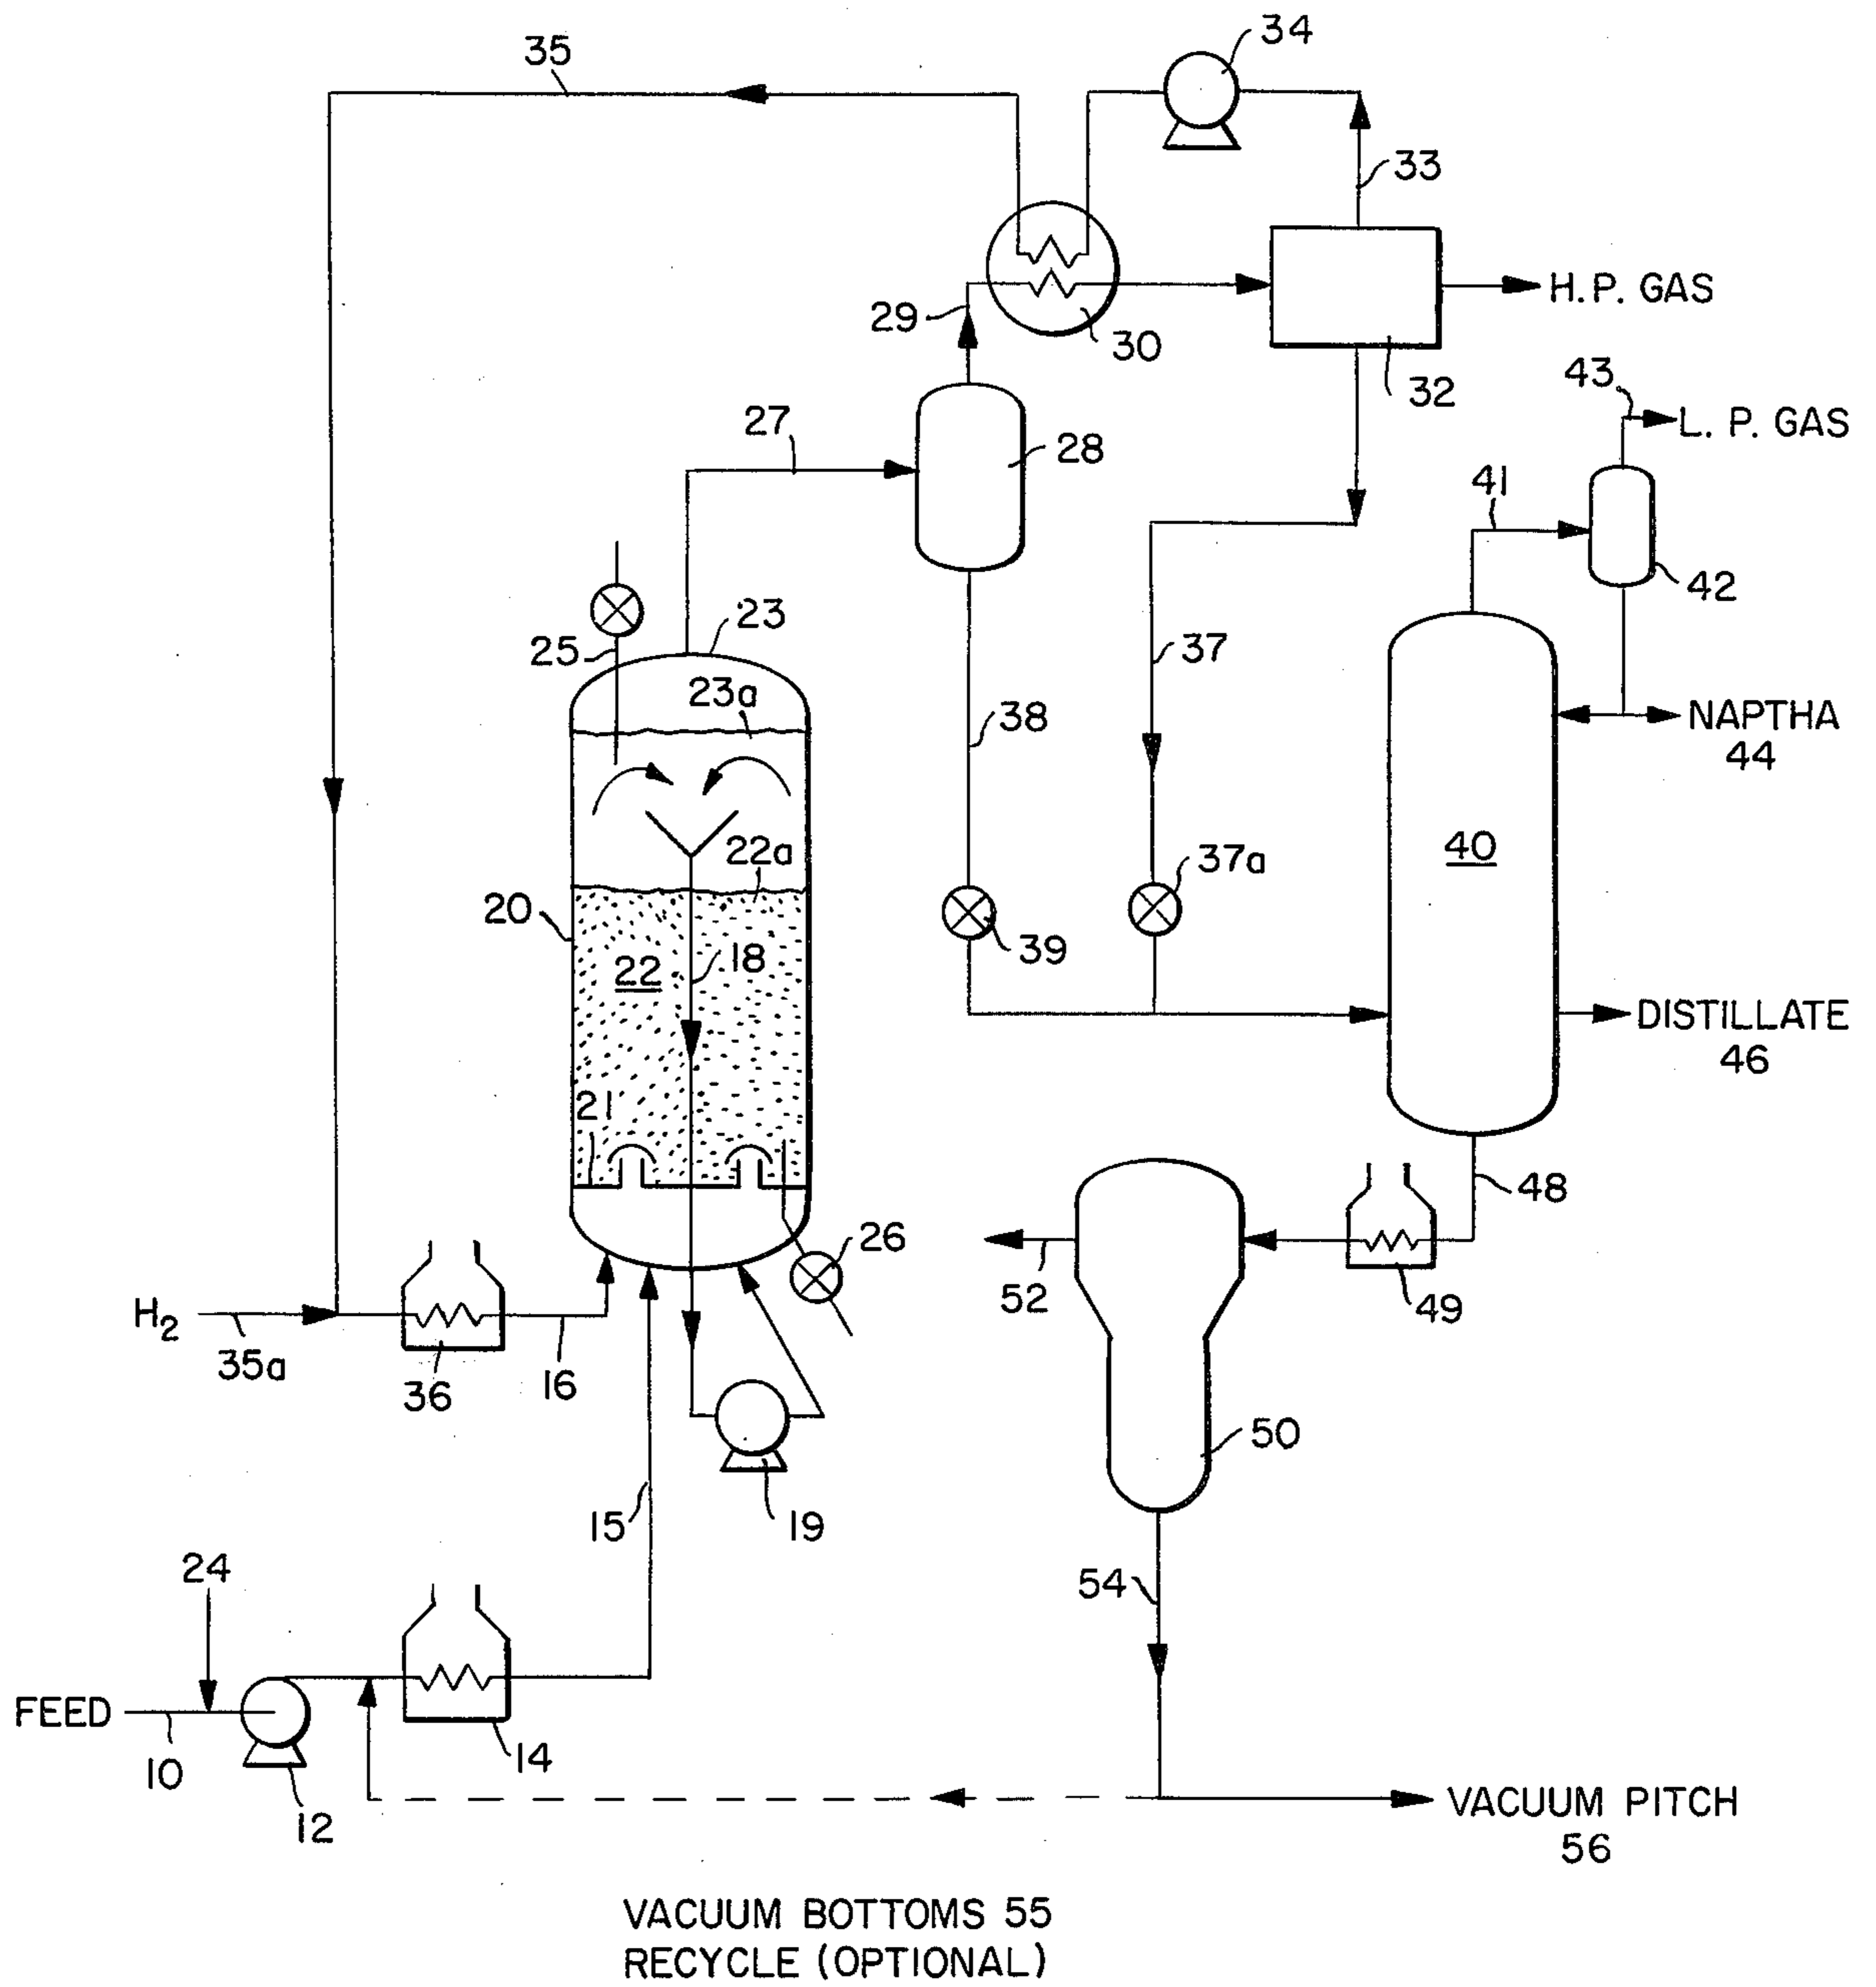 34
35
33
H.P. GAS
29
30
32
43
L. P. GAS
27
28
41
42
23
25
23a
37
38
NAPTHA
44
22a
40
37a
20
39
22
18
DISTILLATE
46
21
48
26
52
49
H2
35a
36
16
50
15
19
24
54
FEED
10
14
12
VACUUM PITCH
56
VACUUM BOTTOMS 55
RECYCLE (OPTIONAL)